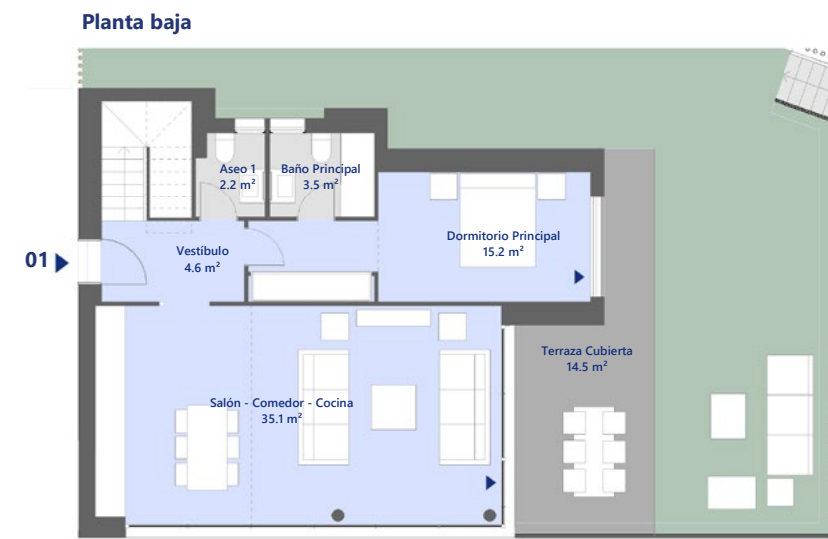 Planta baja
Aseo 1
2.2 m²
Baño Principal
3.5 m²
Vestíbulo
4.6 m²
Dormitorio Principal
15.2 m²
01
Terraza Cubierta
14.5 m²
Salón - Comedor - Cocina
35.1 m²